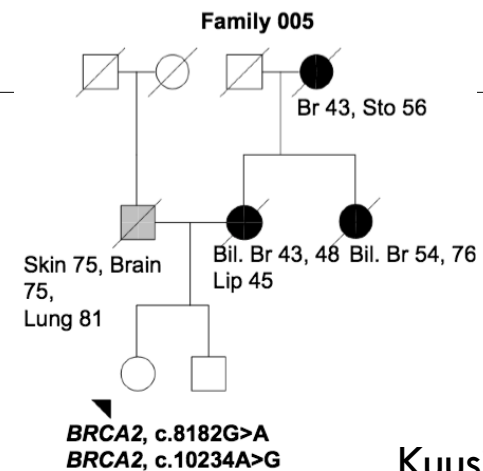 Family 005
Br 43, Sto 56
Skin 75, Brain
75,
Lung 81
Bil. Br 43, 48
Lip 45
Bil. Br 54, 76
BRCA2, c.8182G>A
BRCA2, c.10234A>G
Kuus